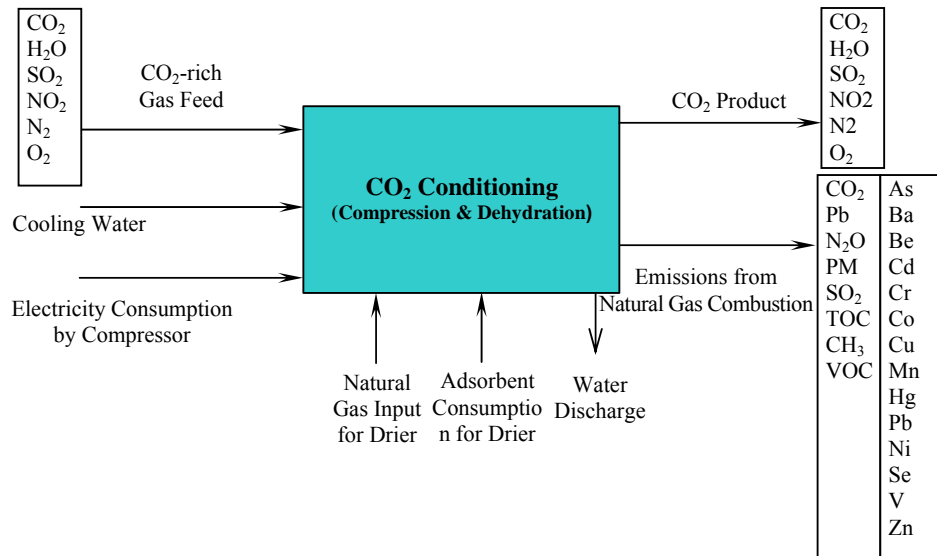 CO₂
H₂O
SO₂
NO₂
N₂
O₂
CO₂-rich
Gas Feed
Cooling Water
Electricity Consumption
by Compressor
CO₂ Conditioning
(Compression & Dehydration)
Natural
Gas Input
for Drier
Adsorbent
Consumptio
n for Drier
Water
Discharge
CO₂ Product
Emissions from
Natural Gas Combustion
CO₂
H₂O
SO₂
NO2
N2
O₂
CO₂
Pb
N₂O
PM
SO₂
TOC
CH₃
VOC
As
Ba
Be
Cd
Cr
Co
Cu
Mn
Hg
Pb
Ni
Se
V
Zn